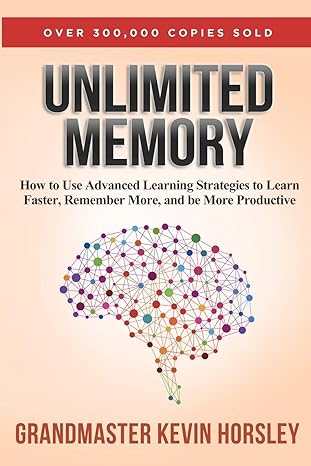 OVER 300,000 COPIES SOLD
UNLIMITED
MEMORY
How to Use Advanced Learning Strategies to Learn
Faster, Remember More, and be More Productive
GRANDMASTER KEVIN HORSLEY